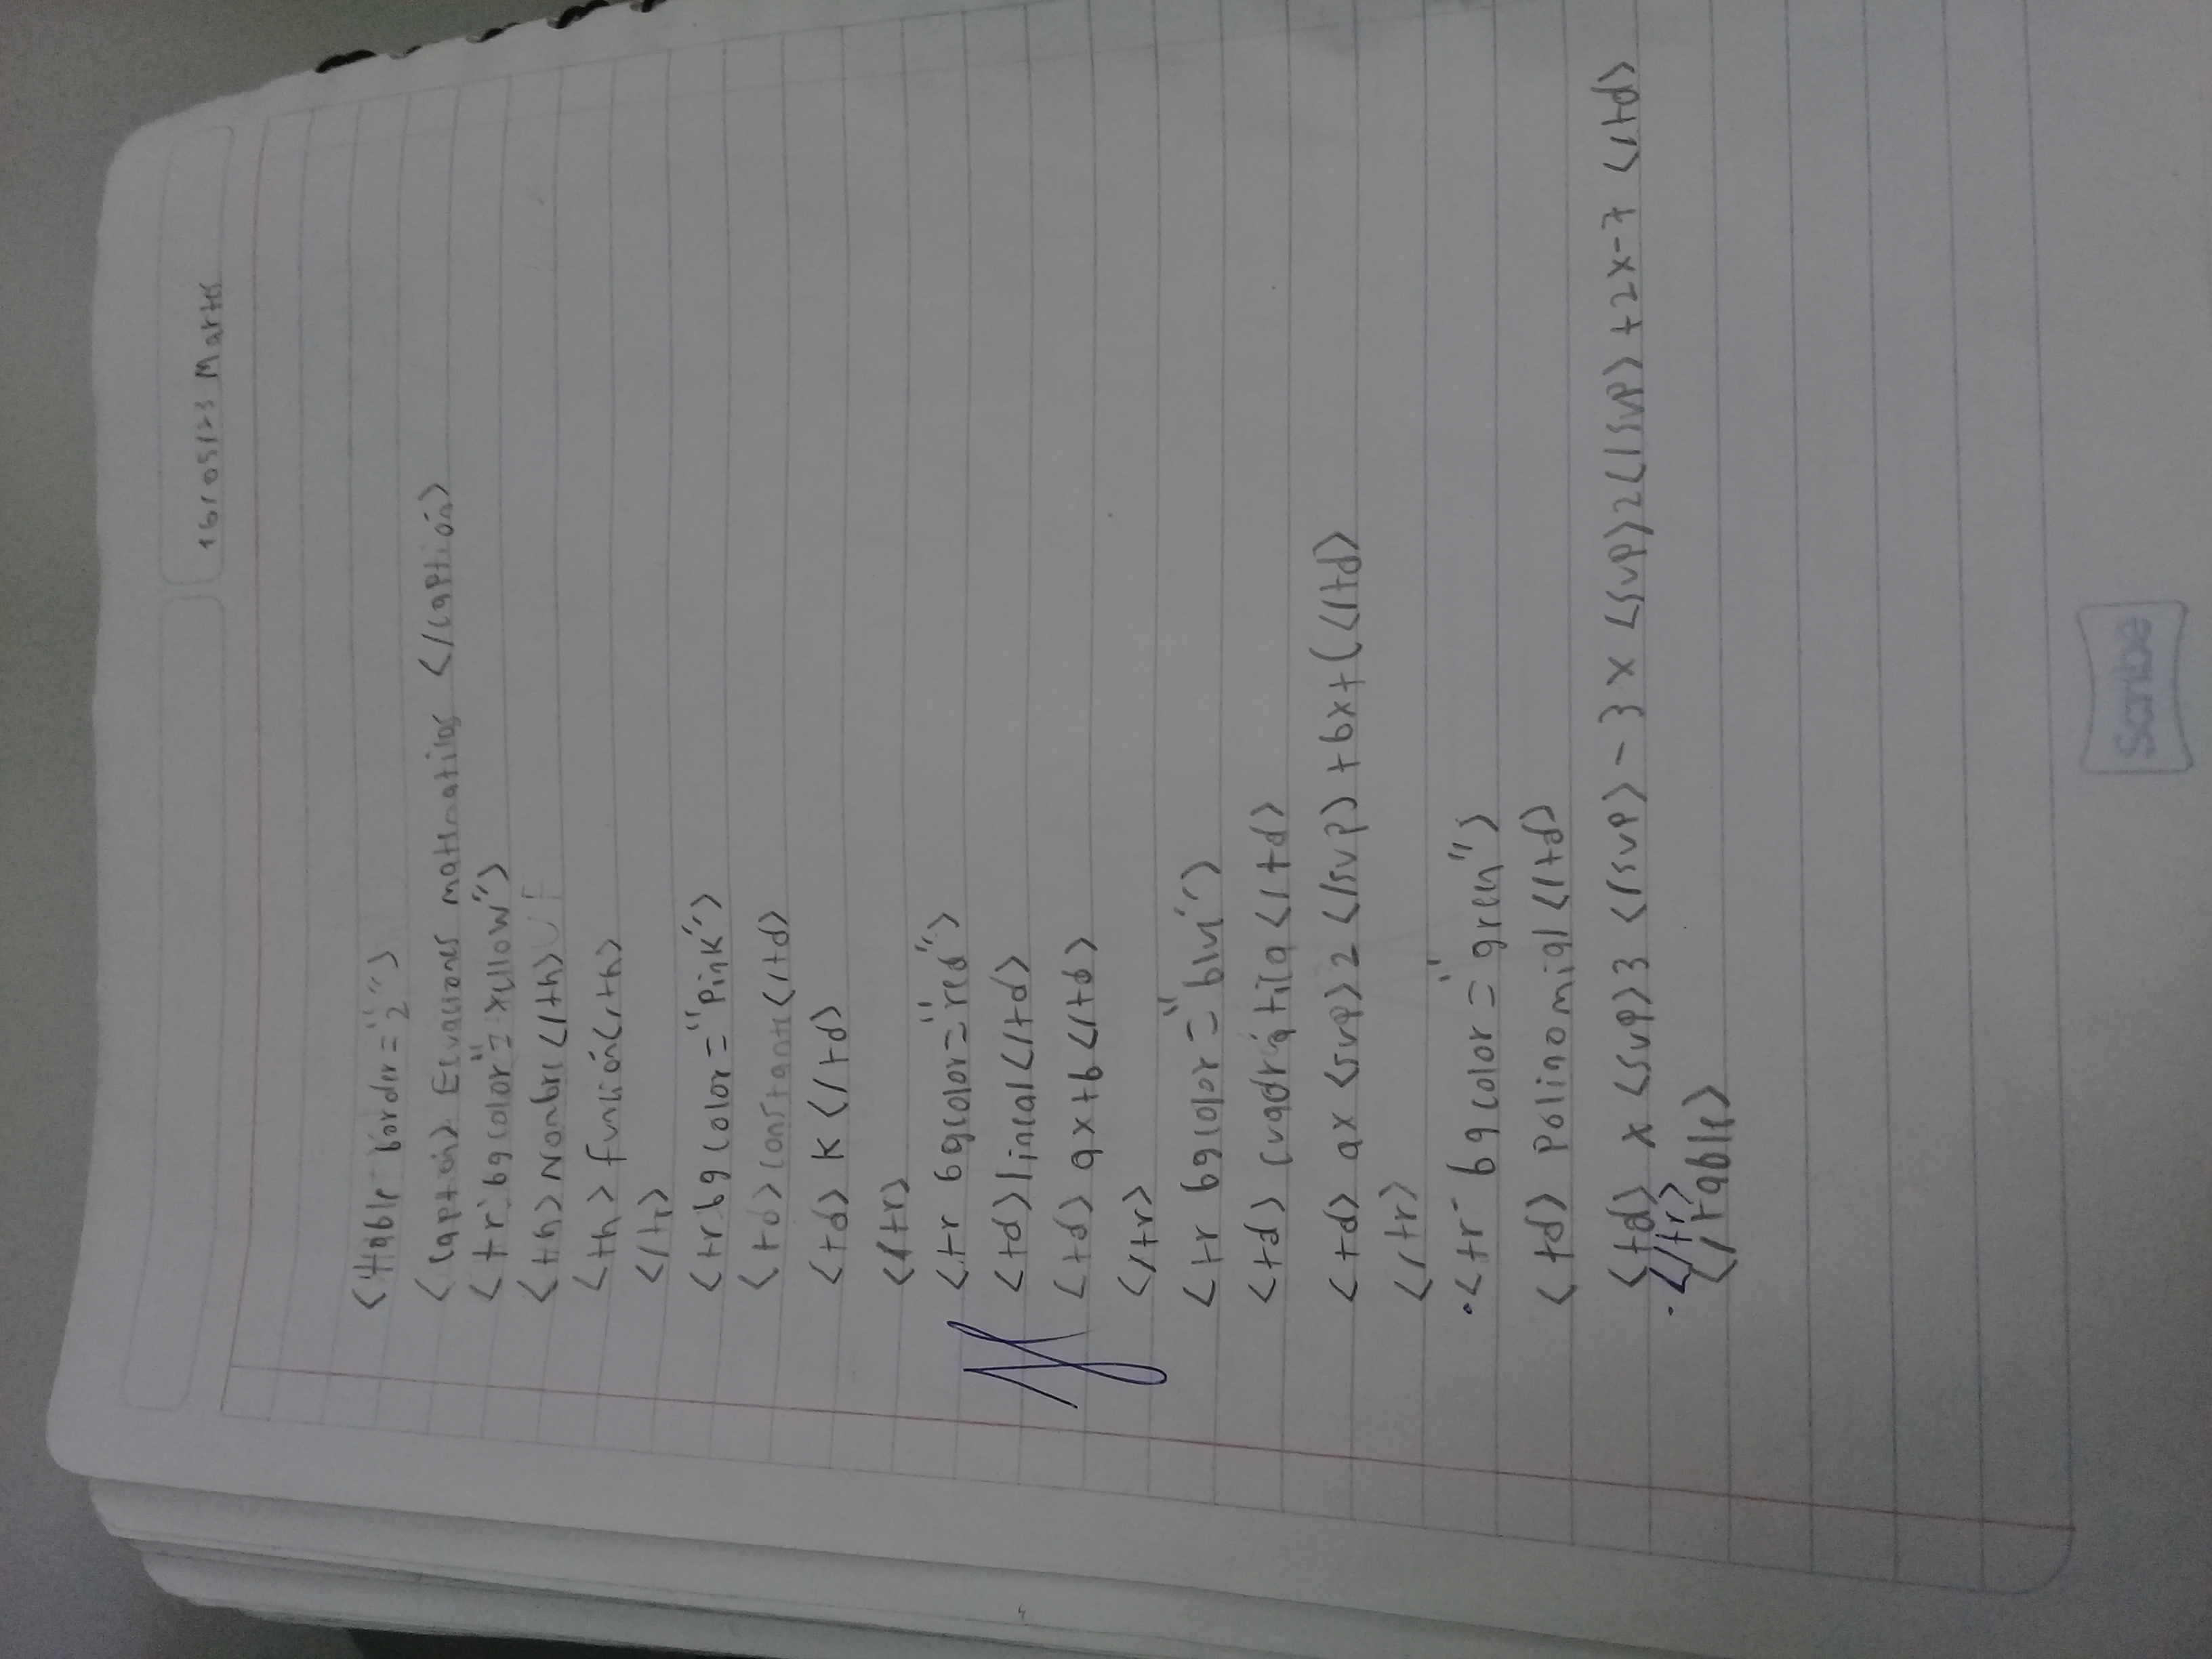 16/05/23 Martes
<table border="2">
<caption> Ecuaciones matematicas </caption>
<tr bgcolor"= yellow">
<th> Nombre </th>
<th> función</th>
</tr>
<tr bgcolor="Pink">
<td> constante </td>
<td> K </td>
</tr>
<tr bgcolor="red">
<td> lineal </td>
<td> ax+b </td>
</tr>
<tr bgcolor="blue">
<td> cuadrática </td>
<td> ax <sup> 2 </sup> +bx+c </td>
</tr>
<tr bgcolor="green">
<td> Polinomial </td>
<td> x <sup> 3 </sup> - 3x <sup> 2 </sup> +2x-7 </td>
</tr>
</table>
Scribe